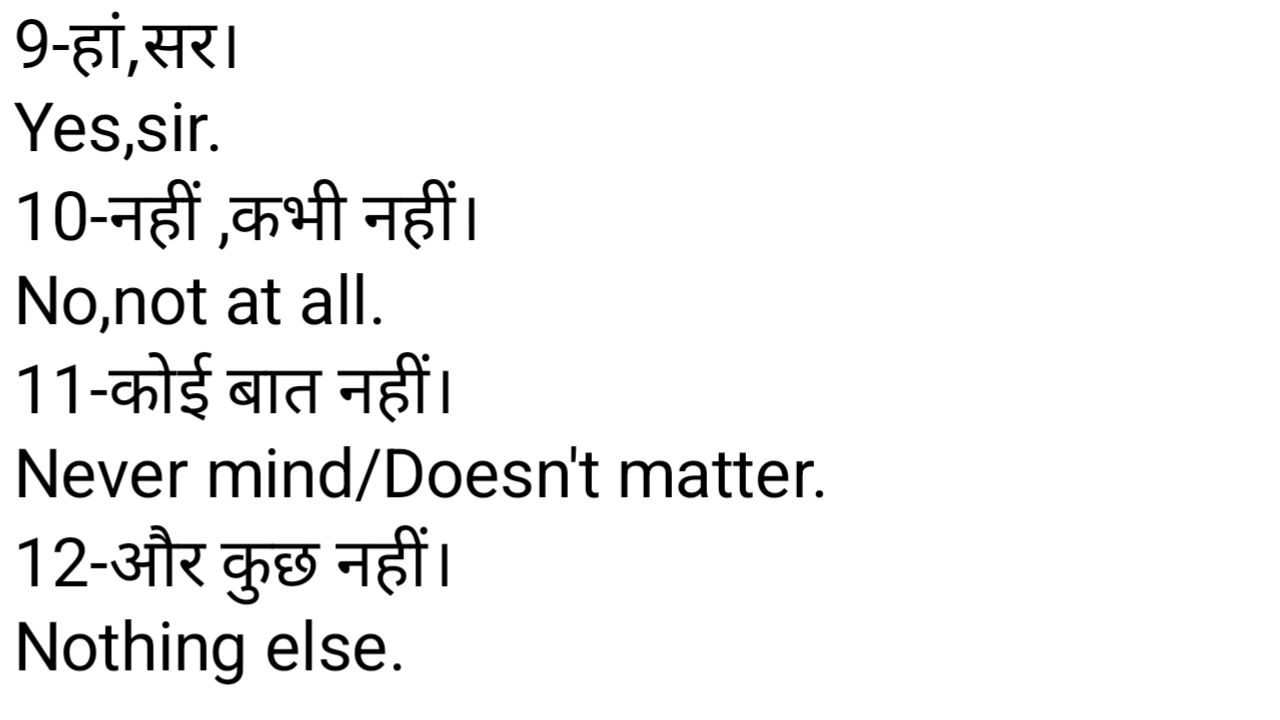 9-हां,सर।
Yes,sir.
10-नहीं ,कभी नहीं।
No,not at all.
11-कोई बात नहीं।
Never mind/Doesn't matter.
12-और कुछ नहीं।
Nothing else.